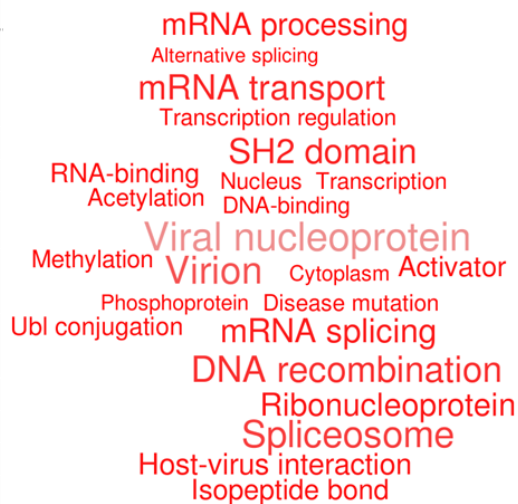 mRNA processing
Alternative splicing
mRNA transport
Transcription regulation
SH2 domain
RNA-binding
Nucleus Transcription
Acetylation
DNA-binding
Viral nucleoprotein
Methylation Virion Cytoplasm Activator
Phosphoprotein Disease mutation
Ubl conjugation mRNA splicing
DNA recombination
Ribonucleoprotein
Spliceosome
Host-virus interaction
Isopeptide bond